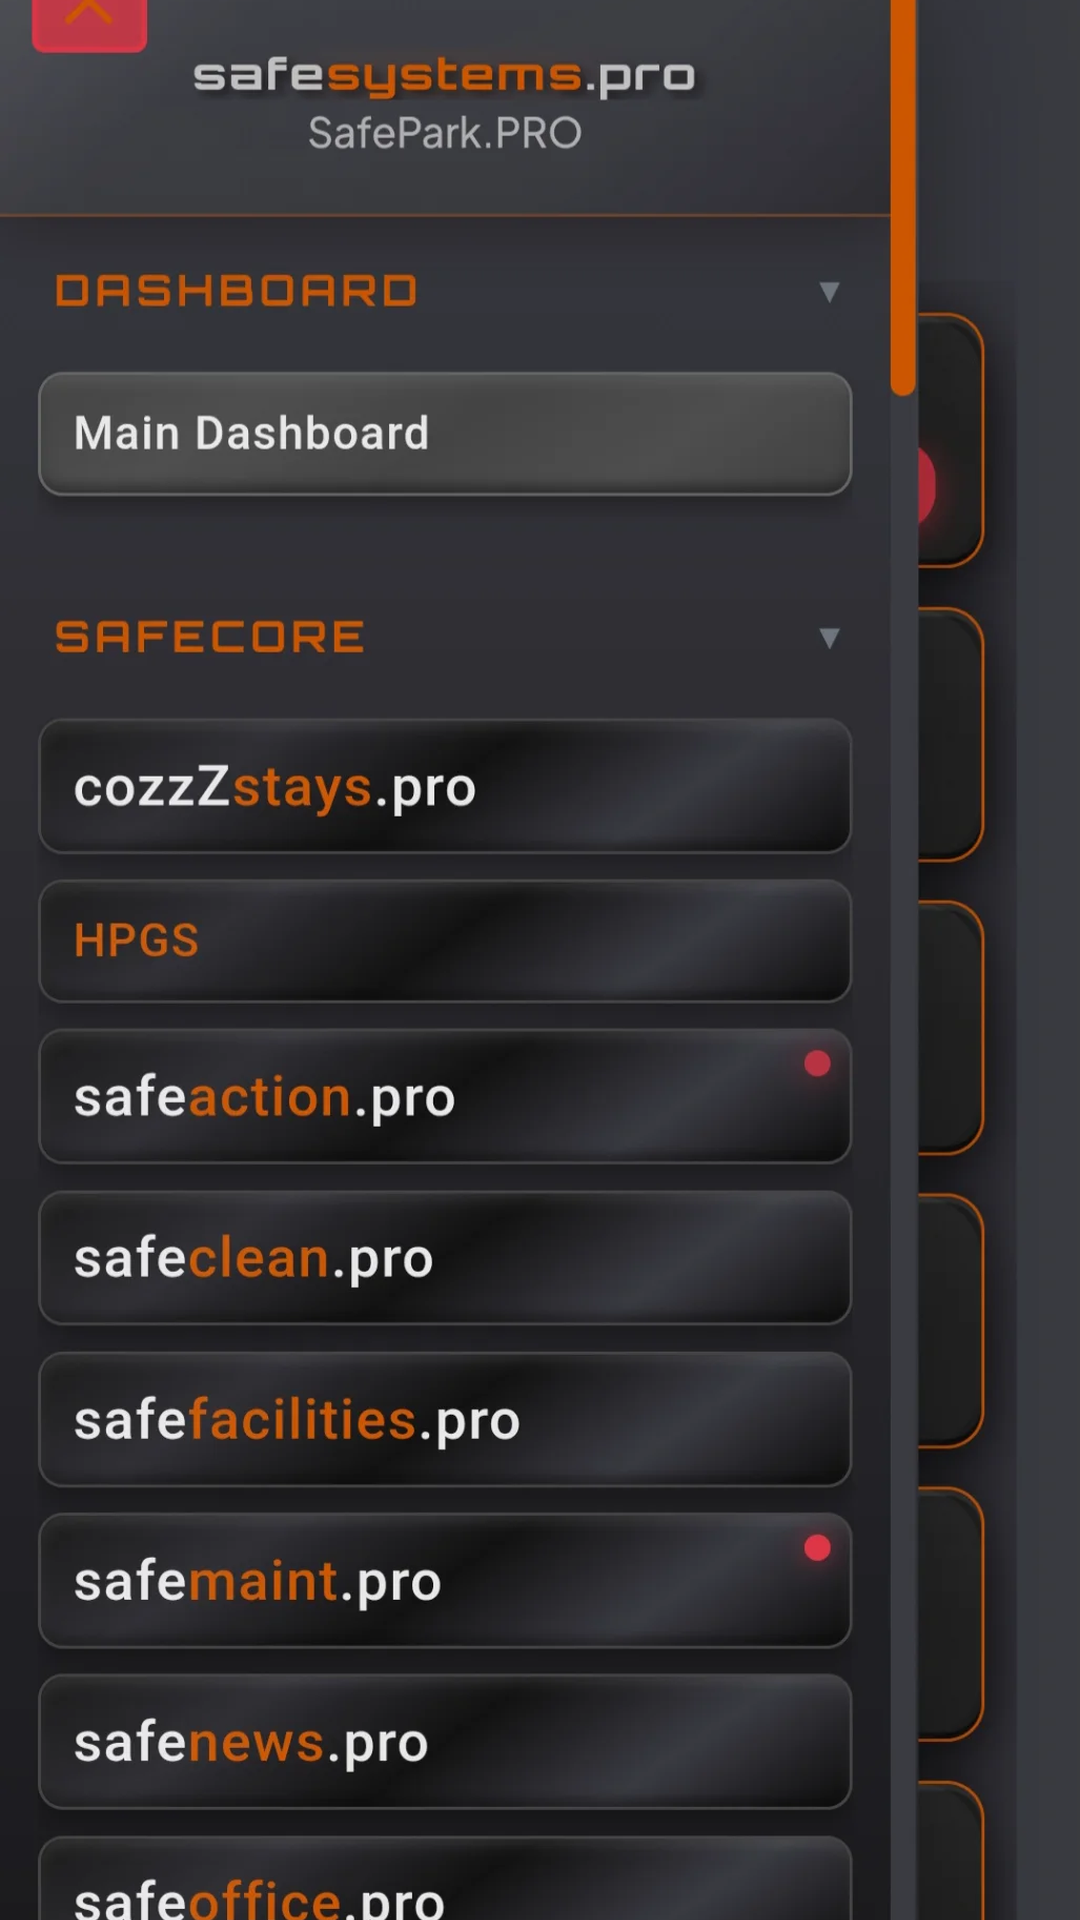 safesystems.pro
SafePark.PRO
DASHBOARD
Main Dashboard
SAFECORE
cozzZstays.pro
HPGS
safeaction.pro
safeclean.pro
safefacilities.pro
safemaint.pro
safenews.pro
safeoffice.pro